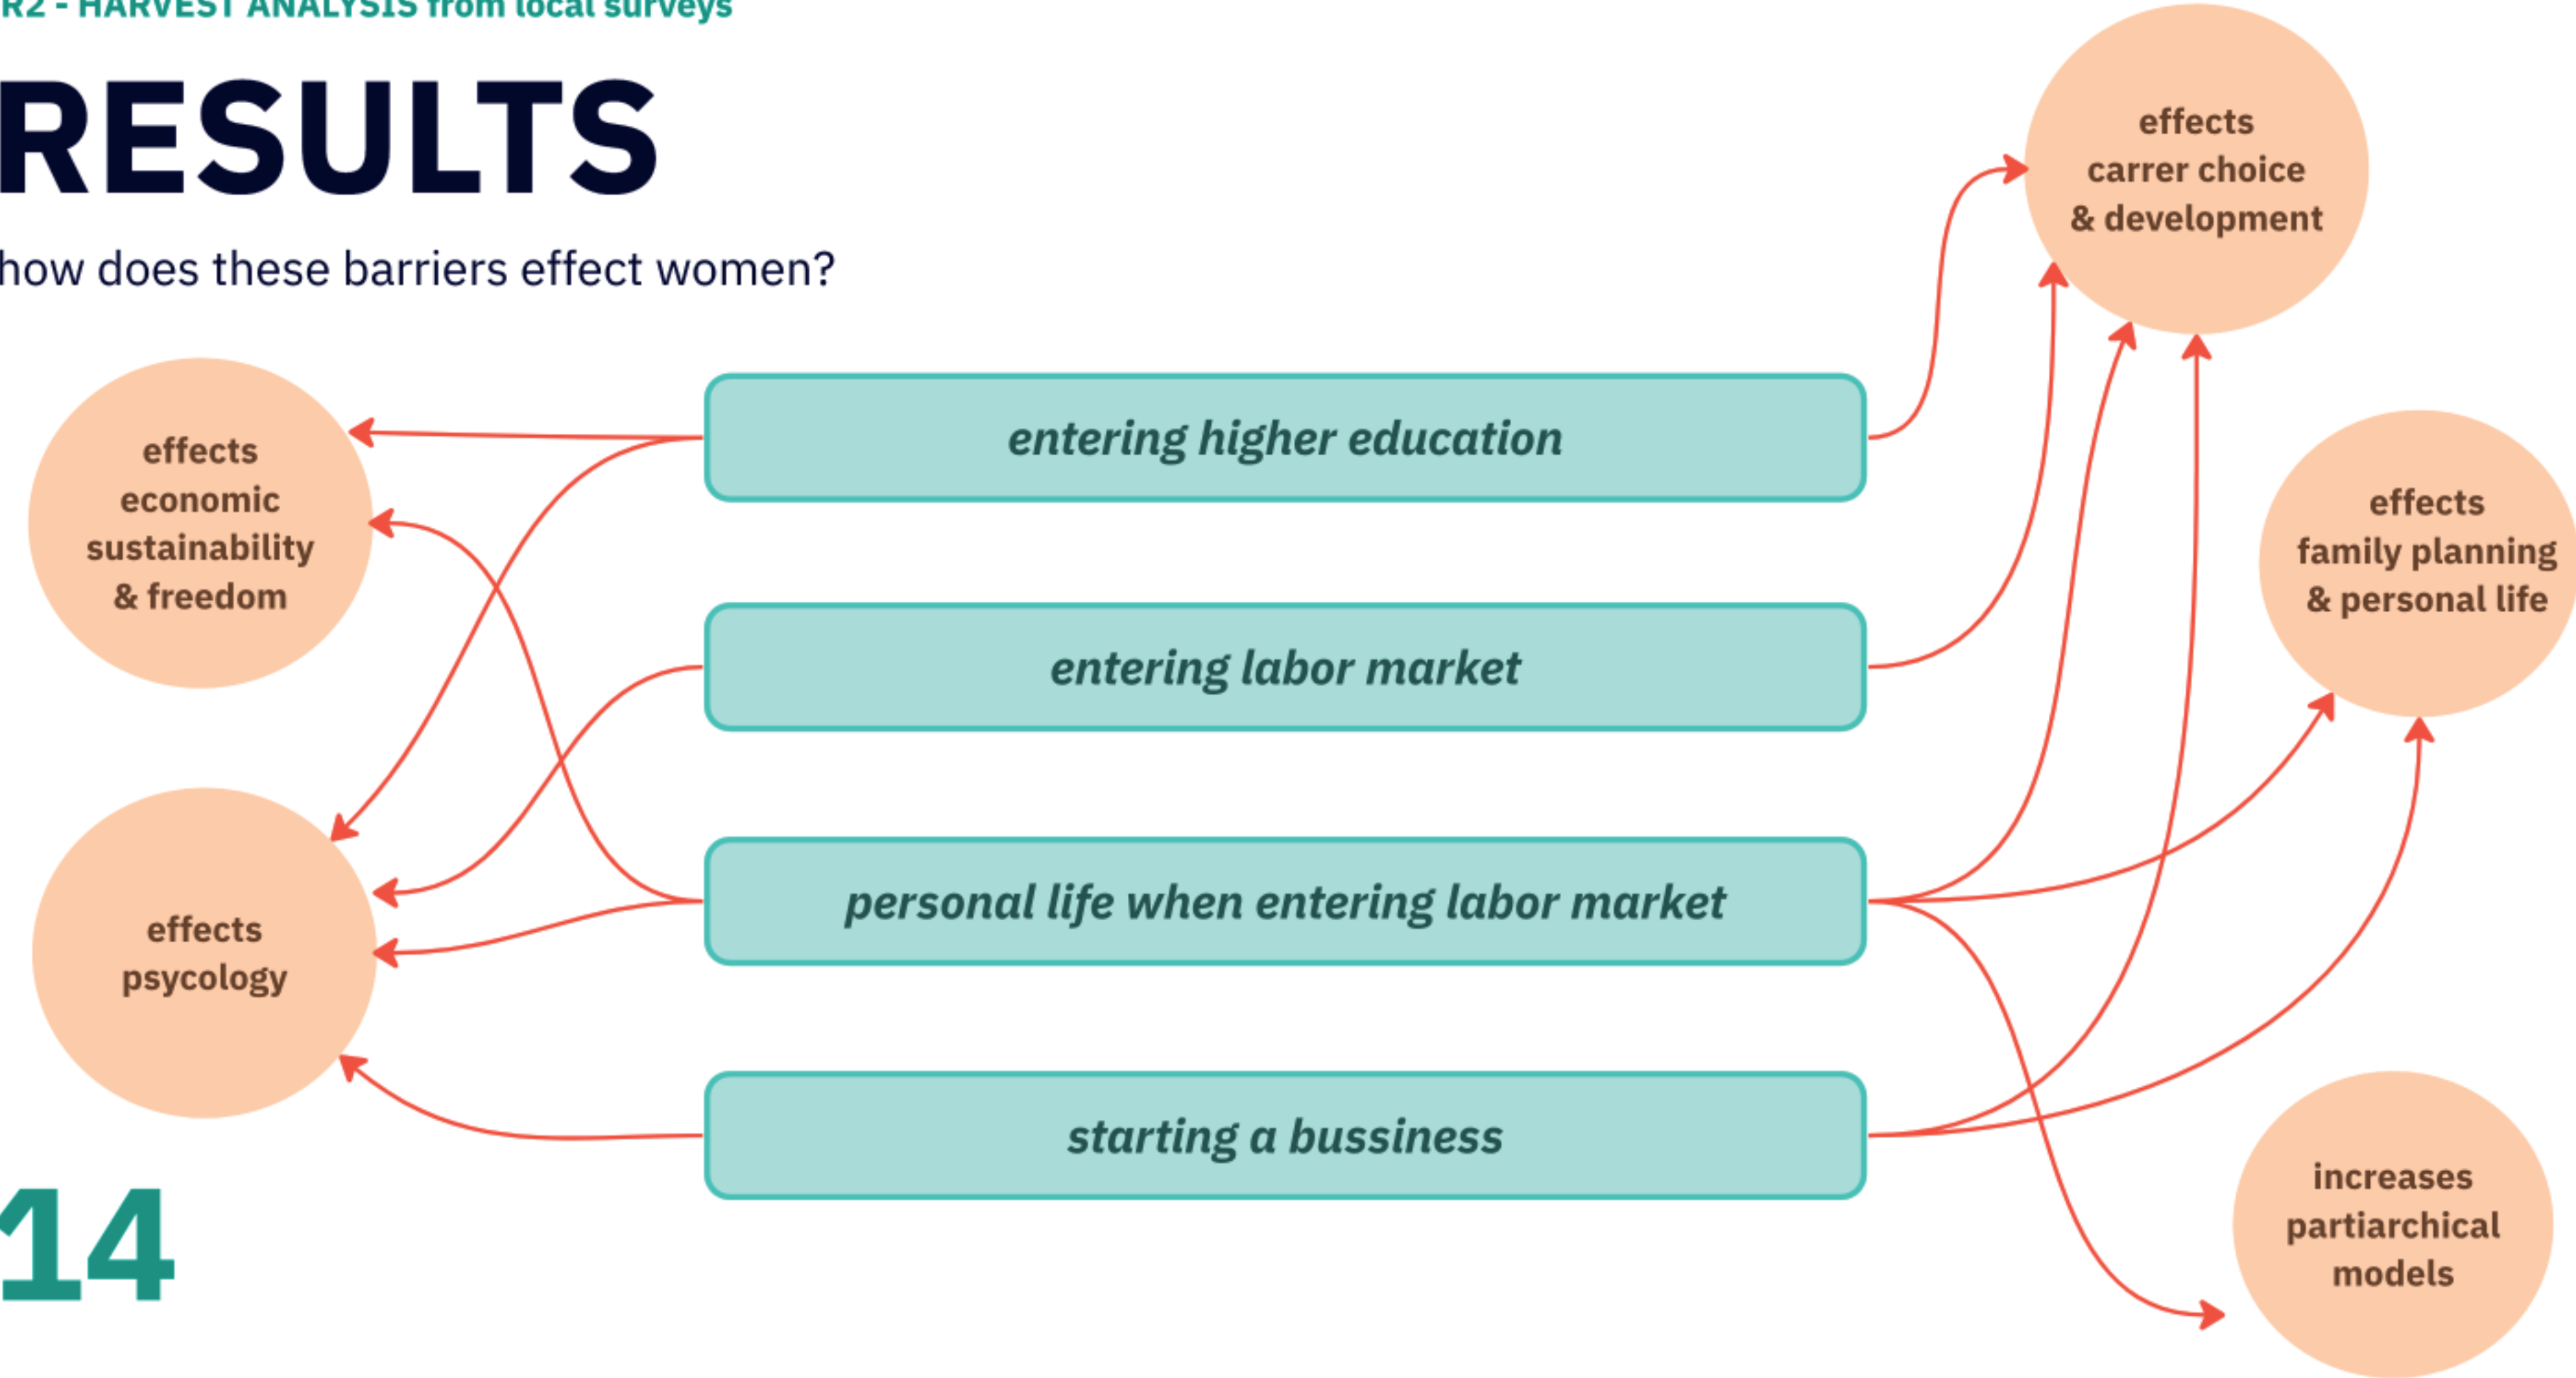 R2 - HARVEST ANALYSIS from local surveys
RESULTS
how does these barriers effect women?
effects
economic
sustainability
& freedom
effects
psycology
entering higher education
entering labor market
personal life when entering labor market
starting a bussiness
effects
carrer choice
& development
effects
family planning
& personal life
increases
partiarchical
models
14